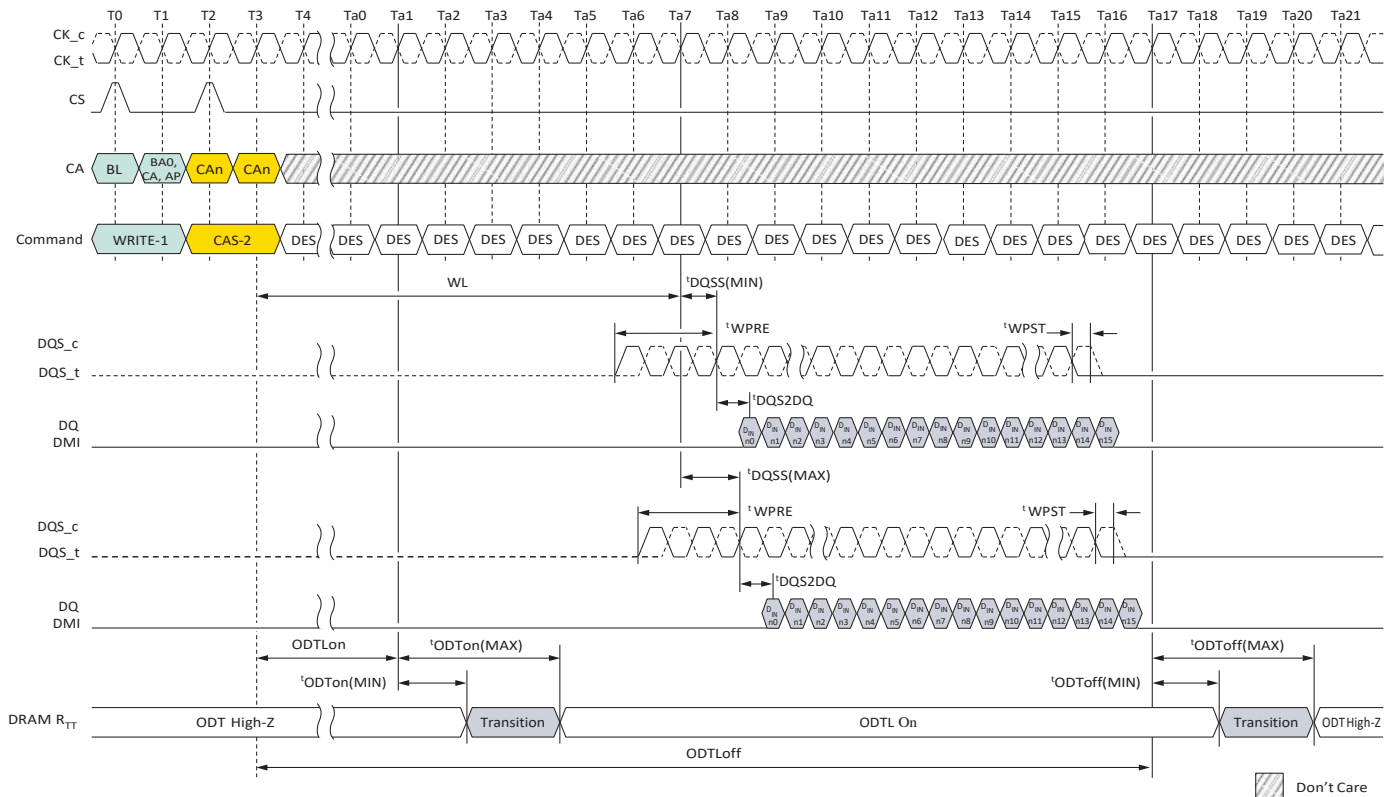 T0 T1 T2 T3 T4 Ta0 Ta1 Ta2 Ta3 Ta4 Ta5 Ta6 Ta7 Ta8 Ta9 Ta10 Ta11 Ta12 Ta13 Ta14 Ta15 Ta16 Ta17 Ta18 Ta19 Ta20 Ta21
CK_c
CK_t
CS
CA BL BA0, CA, AP CAn CAn
Command WRITE-1 CAS-2 DES DES DES DES DES DES DES DES DES DES DES DES DES DES DES DES DES DES DES DES DES DES DES
WL tDQSS(MIN)
tWPRE tWPST
DQS_c
DQS_t
tDQS2DQ
DQ
DMI
DIN n0 DIN n1 DIN n2 DIN n3 DIN n4 DIN n5 DIN n6 DIN n7 DIN n8 DIN n9 DIN n10 DIN n11 DIN n12 DIN n13 DIN n14 DIN n15
tDQSS(MAX)
tWPRE tWPST
DQS_c
DQS_t
tDQS2DQ
DQ
DMI
DIN n0 DIN n1 DIN n2 DIN n3 DIN n4 DIN n5 DIN n6 DIN n7 DIN n8 DIN n9 DIN n10 DIN n11 DIN n12 DIN n13 DIN n14 DIN n15
ODTLon tODTon(MAX) tODToff(MAX)
tODTon(MIN) tODToff(MIN)
DRAM RTT ODT High-Z Transition ODTL On Transition ODT High-Z
ODTLoff
Don't Care